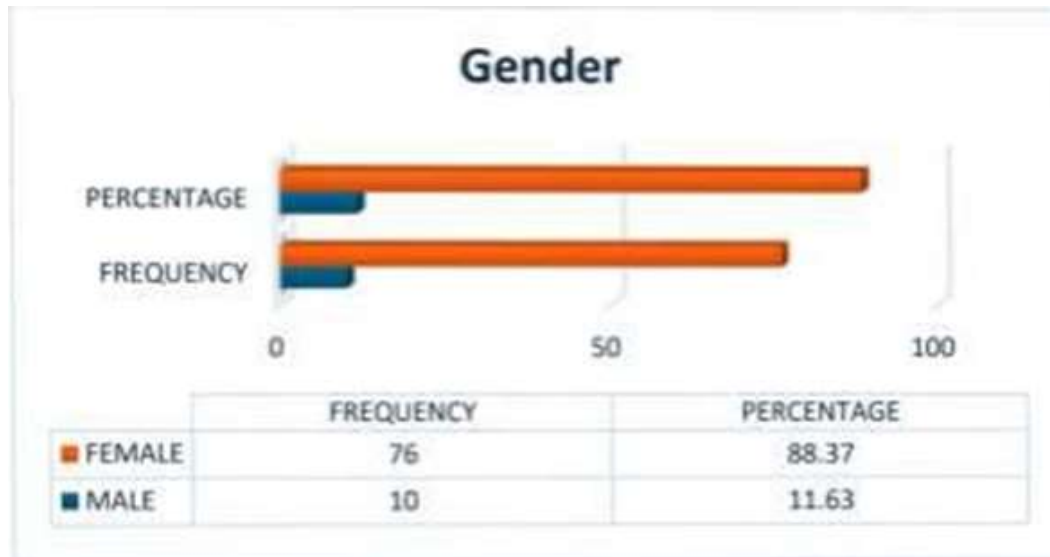 Gender
PERCENTAGE
FREQUENCY
0 50 100
FREQUENCY PERCENTAGE
FEMALE 76 88.37
MALE 10 11.63